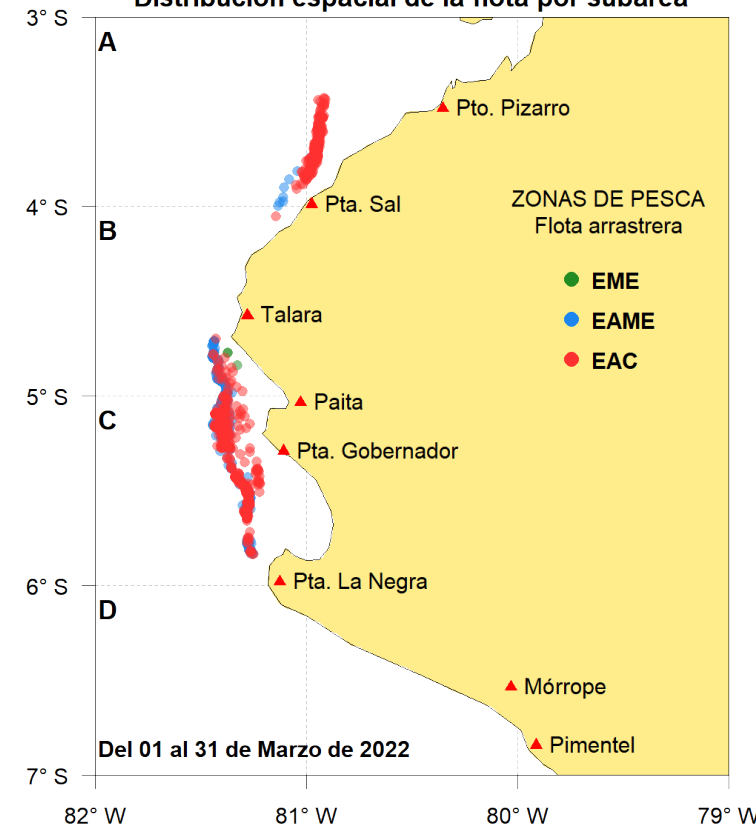 Distribución espacial de la flota por subárea
3° S
A
Pto. Pizarro
ZONAS DE PESCA
Flota arrastrera
4° S
Pta. Sal
B
EME
Talara
EAME
EAC
5° S
Paita
C
Pta. Gobernador
6° S
Pta. La Negra
D
Mórrope
Del 01 al 31 de Marzo de 2022
Pimentel
7° S
82° W
81° W
80° W
79° W